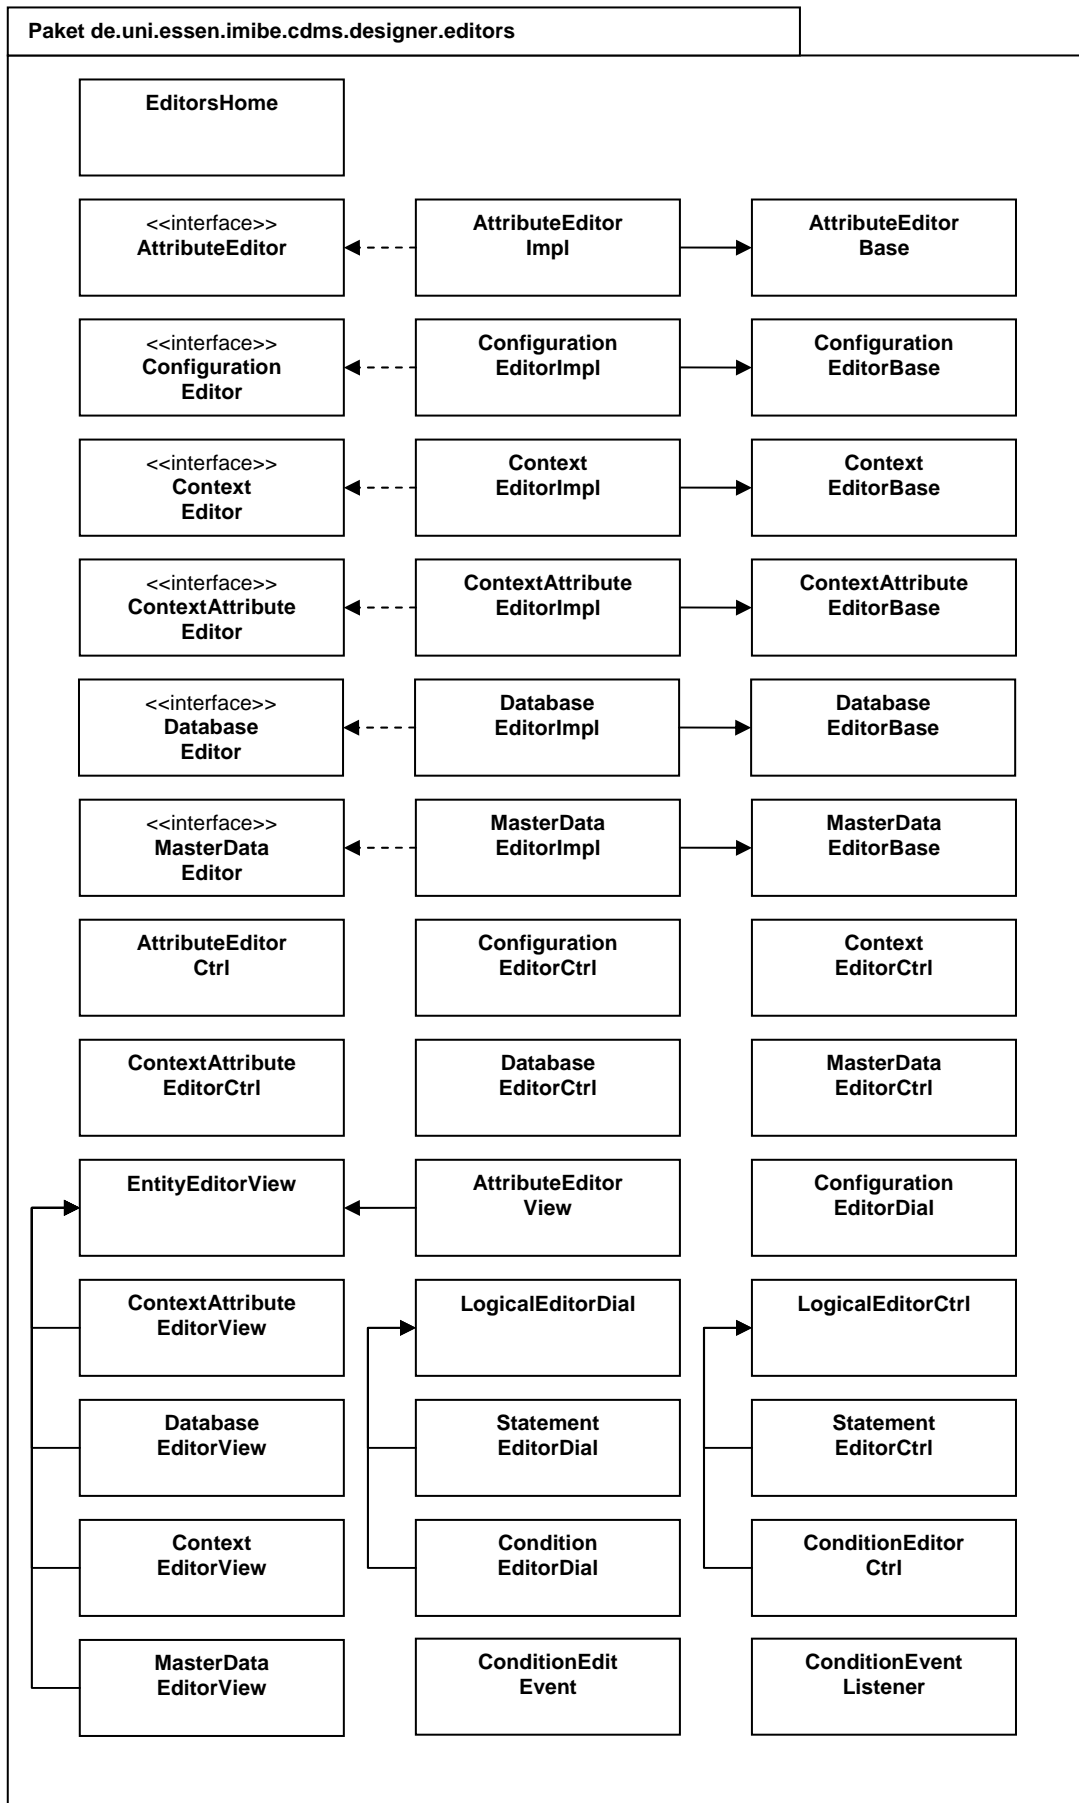 Paket de.uni.essen.imibe.cdms.designer.editors
EditorsHome
<<interface>>
AttributeEditor
AttributeEditor
Impl
AttributeEditor
Base
<<interface>>
Configuration
Editor
Configuration
EditorImpl
Configuration
EditorBase
<<interface>>
Context
Editor
Context
EditorImpl
Context
EditorBase
<<interface>>
ContextAttribute
Editor
ContextAttribute
EditorImpl
ContextAttribute
EditorBase
<<interface>>
Database
Editor
Database
EditorImpl
Database
EditorBase
<<interface>>
MasterData
Editor
MasterData
EditorImpl
MasterData
EditorBase
AttributeEditor
Ctrl
Configuration
EditorCtrl
Context
EditorCtrl
ContextAttribute
EditorCtrl
Database
EditorCtrl
MasterData
EditorCtrl
EntityEditorView
AttributeEditor
View
Configuration
EditorDial
ContextAttribute
EditorView
LogicalEditorDial
LogicalEditorCtrl
Database
EditorView
Statement
EditorDial
Statement
EditorCtrl
Context
EditorView
Condition
EditorDial
ConditionEditor
Ctrl
MasterData
EditorView
ConditionEdit
Event
ConditionEvent
Listener